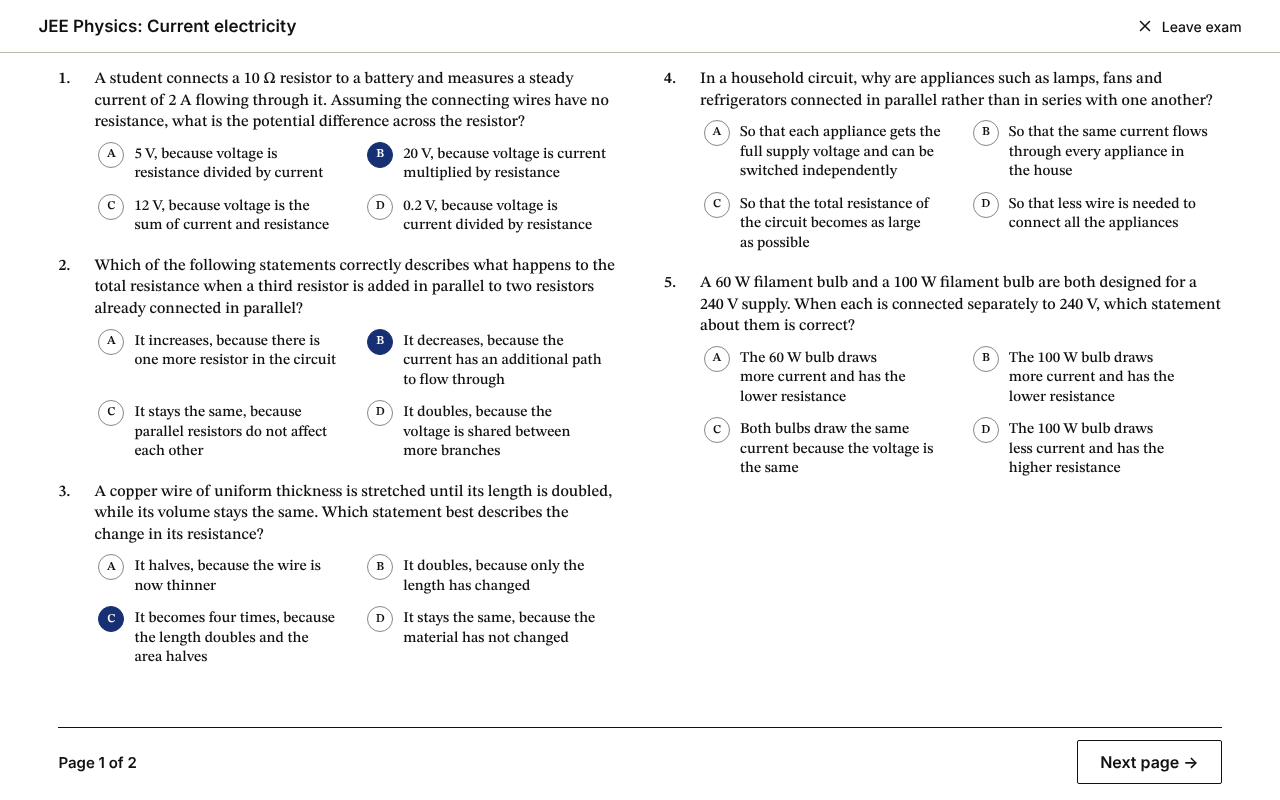 JEE Physics: Current electricity
✕ Leave exam
1. A student connects a 10 Ω resistor to a battery and measures a steady
current of 2 A flowing through it. Assuming the connecting wires have no
resistance, what is the potential difference across the resistor?
A 5 V, because voltage is
resistance divided by current
B 20 V, because voltage is current
multiplied by resistance
C 12 V, because voltage is the
sum of current and resistance
D 0.2 V, because voltage is
current divided by resistance
2. Which of the following statements correctly describes what happens to the
total resistance when a third resistor is added in parallel to two resistors
already connected in parallel?
A It increases, because there is
one more resistor in the circuit
B It decreases, because the
current has an additional path
to flow through
C It stays the same, because
parallel resistors do not affect
each other
D It doubles, because the
voltage is shared between
more branches
3. A copper wire of uniform thickness is stretched until its length is doubled,
while its volume stays the same. Which statement best describes the
change in its resistance?
A It halves, because the wire is
now thinner
B It doubles, because only the
length has changed
C It becomes four times, because
the length doubles and the
area halves
D It stays the same, because the
material has not changed
4. In a household circuit, why are appliances such as lamps, fans and
refrigerators connected in parallel rather than in series with one another?
A So that each appliance gets the
full supply voltage and can be
switched independently
B So that the same current flows
through every appliance in
the house
C So that the total resistance of
the circuit becomes as large
as possible
D So that less wire is needed to
connect all the appliances
5. A 60 W filament bulb and a 100 W filament bulb are both designed for a
240 V supply. When each is connected separately to 240 V, which statement
about them is correct?
A The 60 W bulb draws
more current and has the
lower resistance
B The 100 W bulb draws
more current and has the
lower resistance
C Both bulbs draw the same
current because the voltage is
the same
D The 100 W bulb draws
less current and has the
higher resistance
Page 1 of 2
Next page →